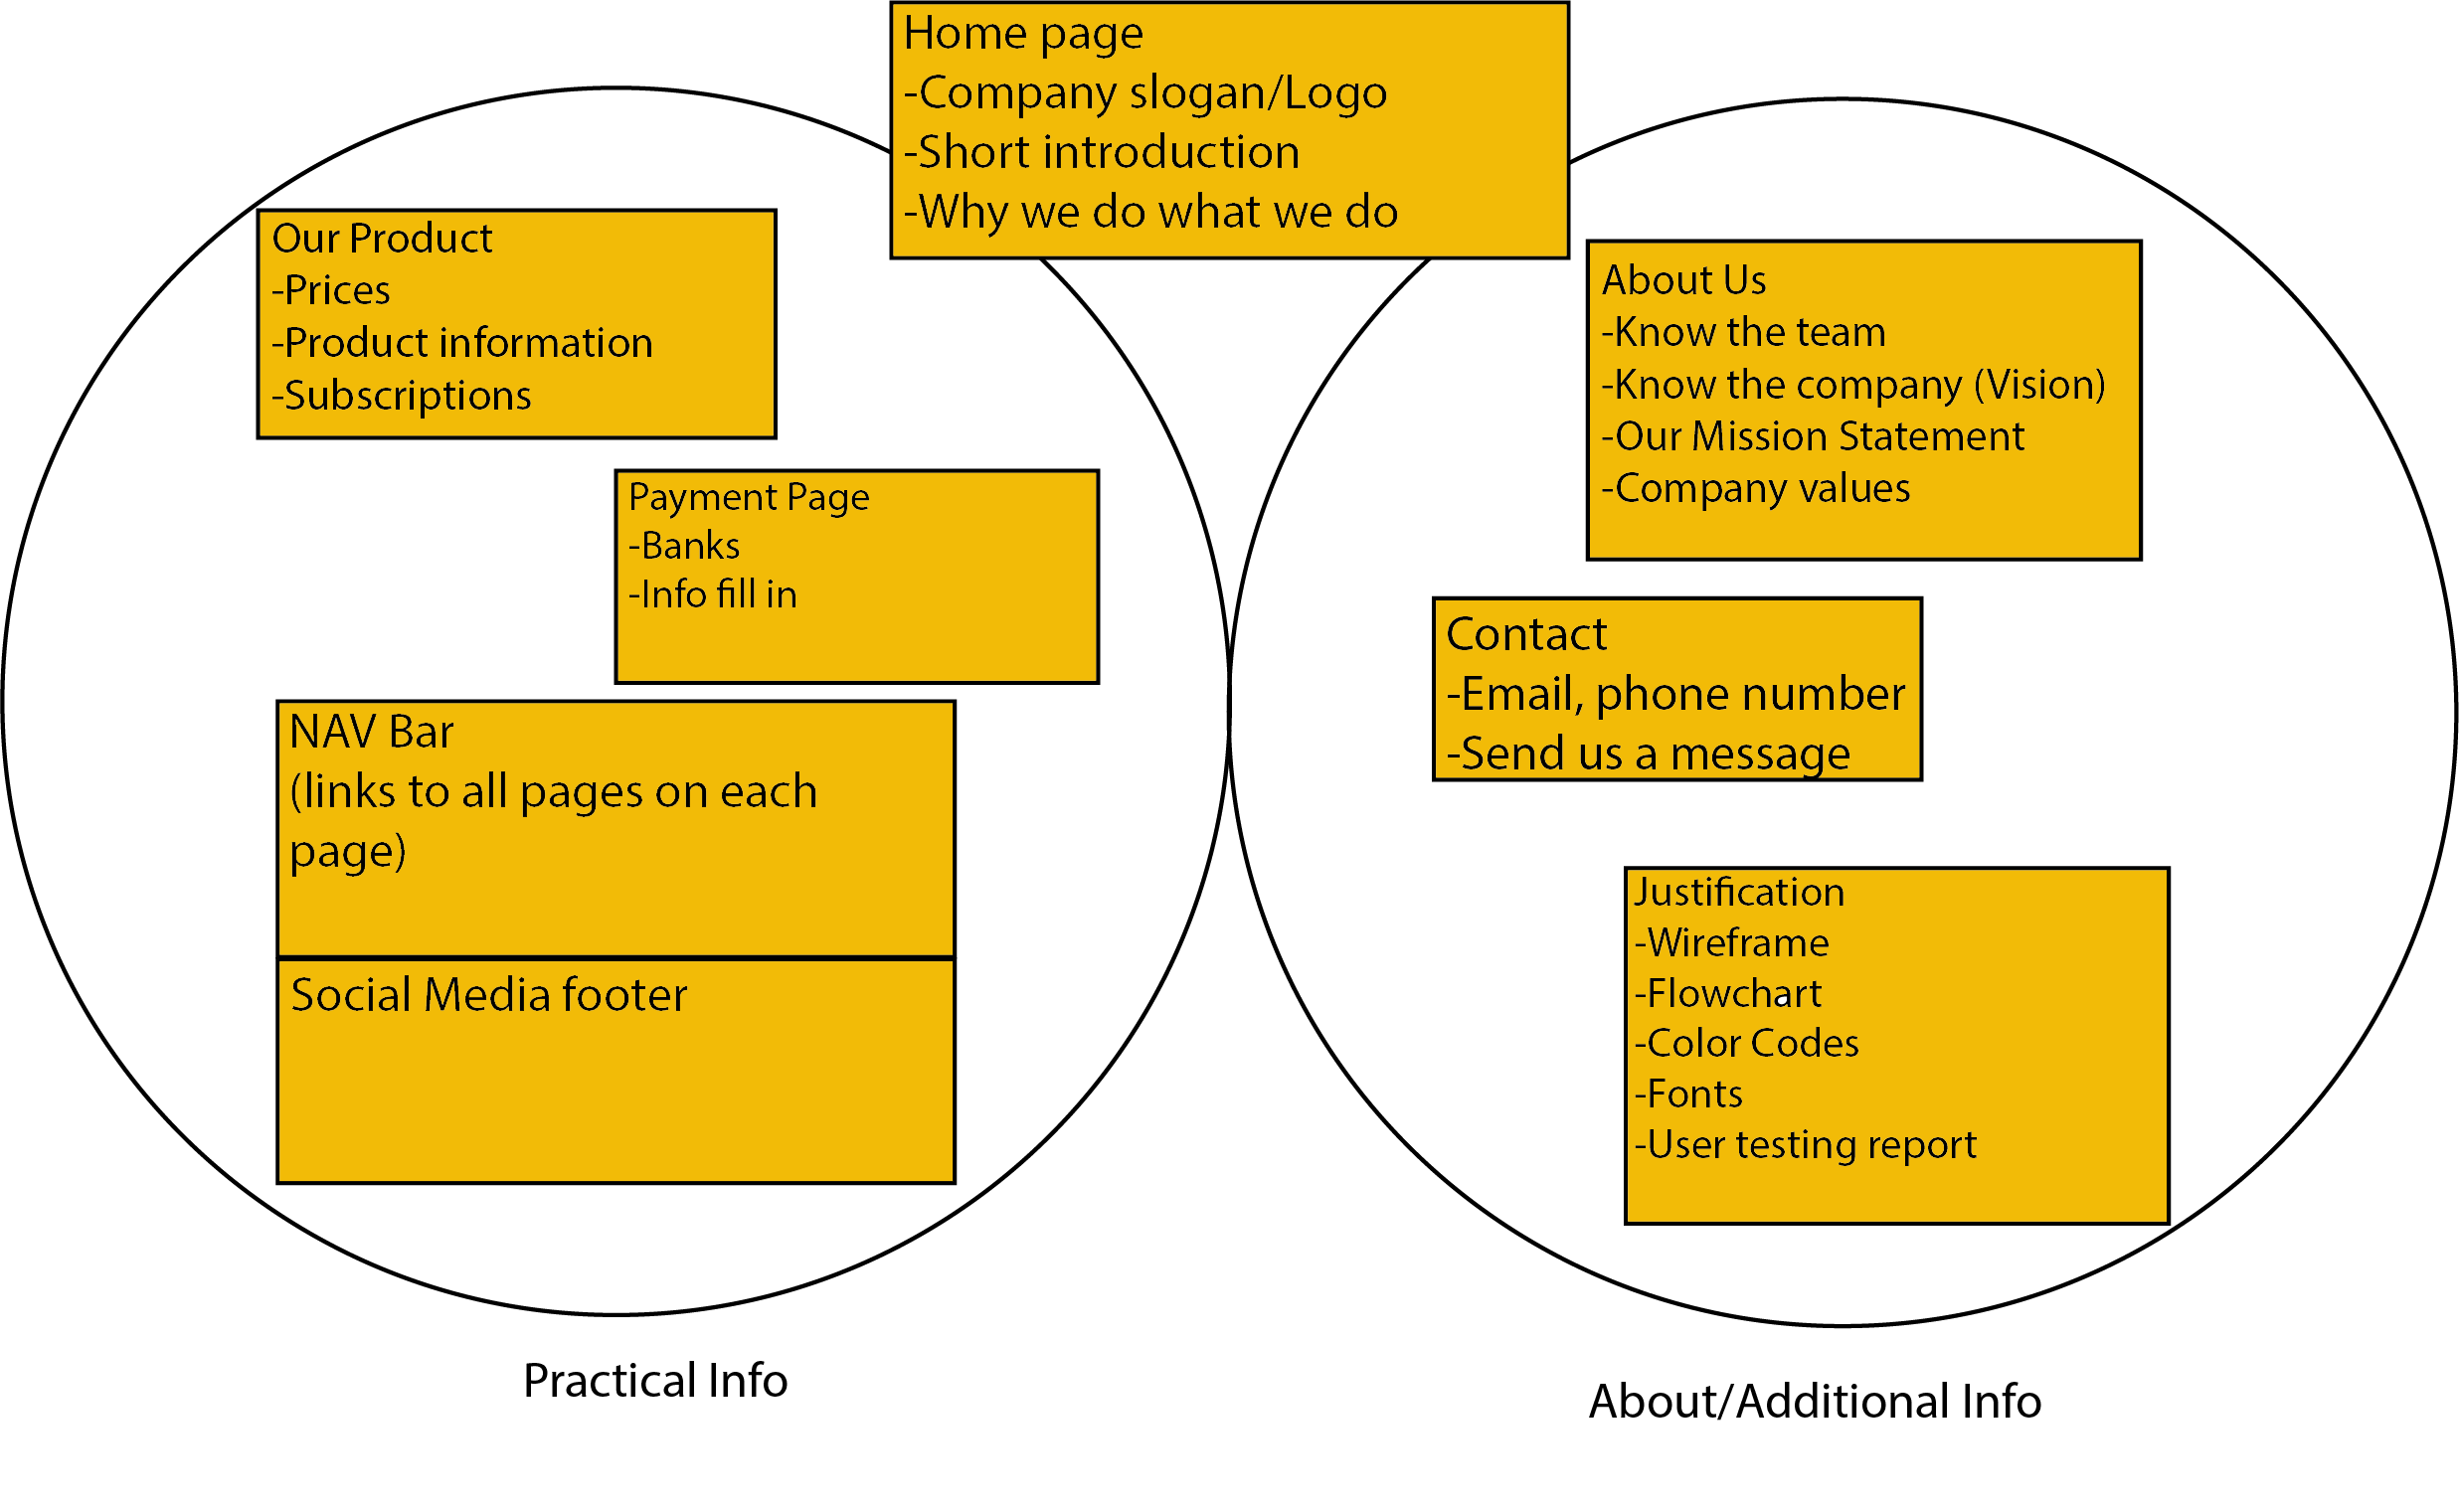 Home page
-Company slogan/Logo
-Short introduction
-Why we do what we do
Our Product
-Prices
-Product information
-Subscriptions
Payment Page
-Banks
-Info fill in
NAV Bar
(links to all pages on each
page)
Social Media footer
About Us
-Know the team
-Know the company (Vision)
-Our Mission Statement
-Company values
Contact
-Email, phone number
-Send us a message
Justification
-Wireframe
-Flowchart
-Color Codes
-Fonts
-User testing report
Practical Info
About/Additional Info